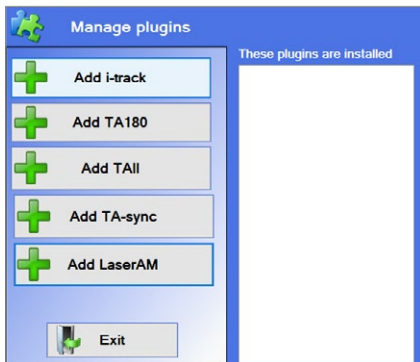 Manage plugins
These plugins are installed
Add i-track
Add TA180
Add TAII
Add TA-sync
Add LaserAM
Exit